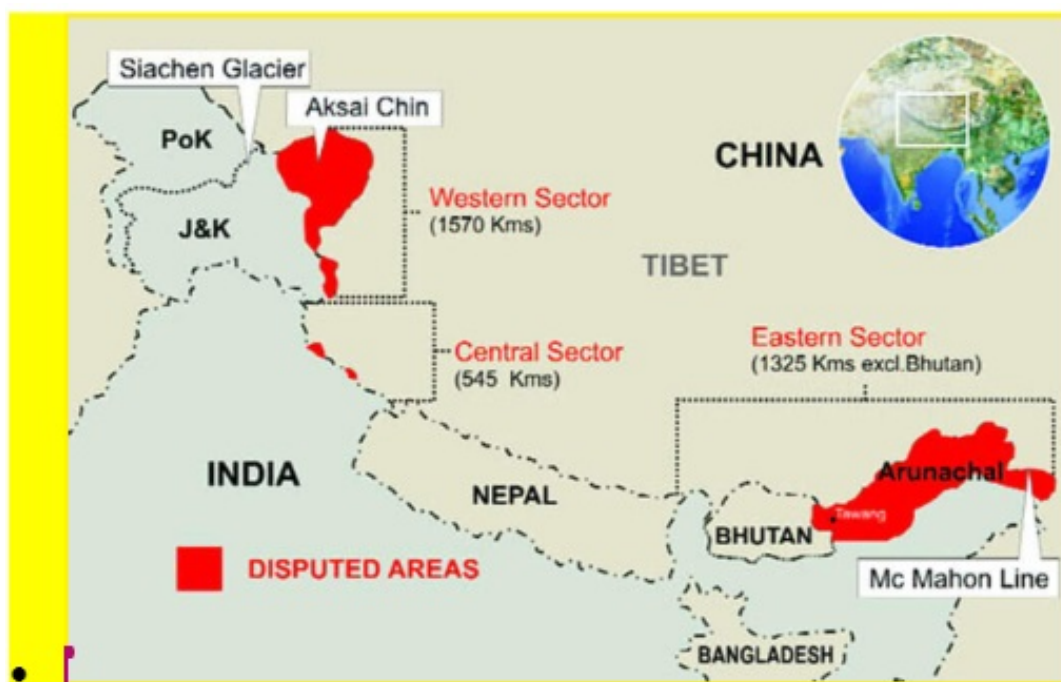 Siachen Glacier
Aksai Chin
PoK
CHINA
Western Sector
(1570 Kms)
J&K
TIBET
Eastern Sector
(1325 Kms excl.Bhutan)
Central Sector
(545 Kms)
Arunachal
INDIA
NEPAL
Tawang
BHUTAN
DISPUTED AREAS
Mc Mahon Line
BANGLADESH